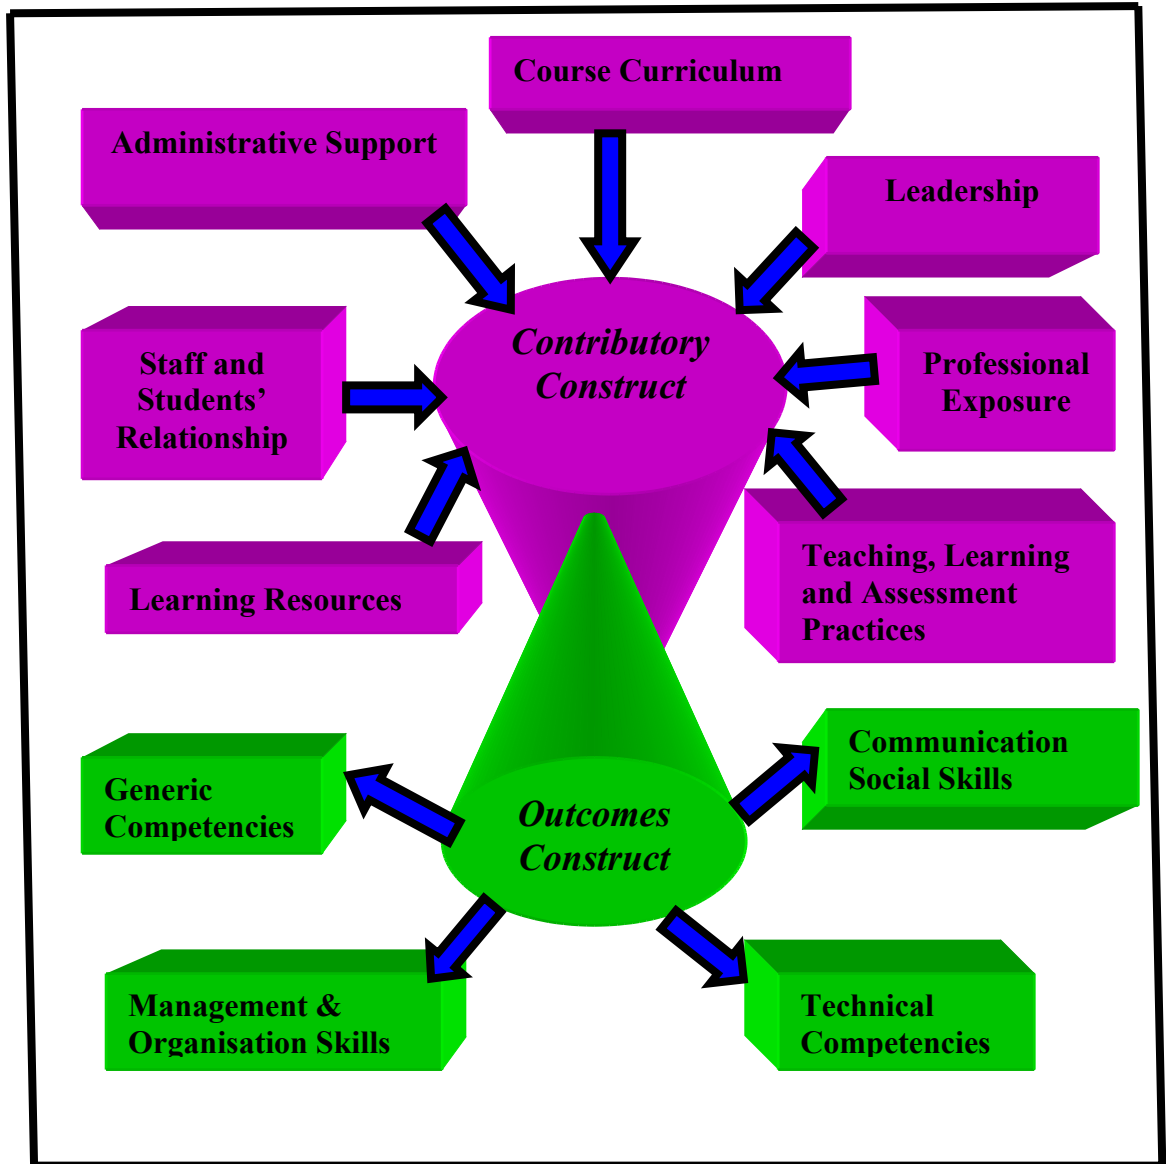 Course Curriculum
Administrative Support
Leadership
Contributory
Construct
Staff and
Students’
Relationship
Professional
Exposure
Learning Resources
Teaching, Learning
and Assessment
Practices
Generic
Competencies
Communication
Social Skills
Outcomes
Construct
Management &
Organisation Skills
Technical
Competencies